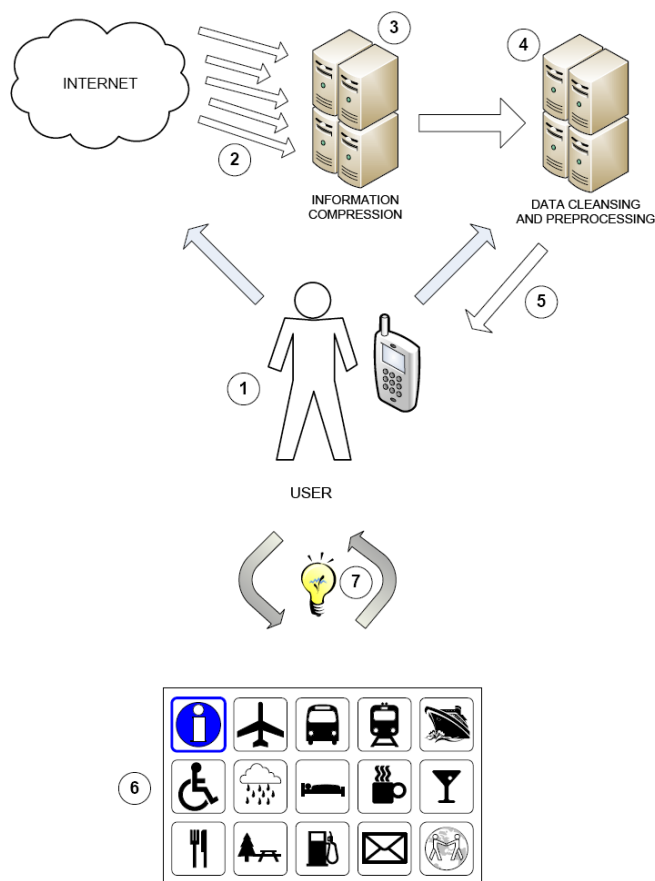 3
4
INTERNET
2
INFORMATION
COMPRESSION
DATA CLEANSING
AND PREPROCESSING
5
1
USER
7
6